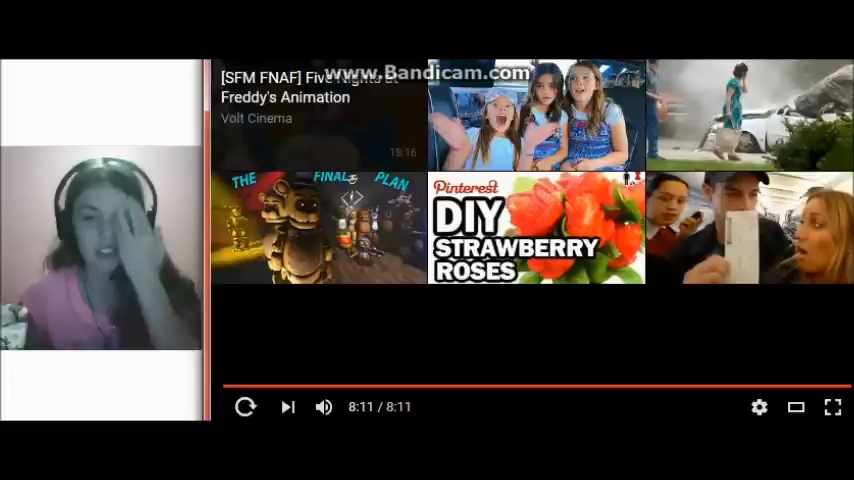 www.Bandicam.com
[SFM FNAF] Five Nights at
Freddy's Animation
Volt Cinema
18:16
THE FINAL PLAN
Pinterest
DIY
STRAWBERRY
ROSES
8:11 / 8:11